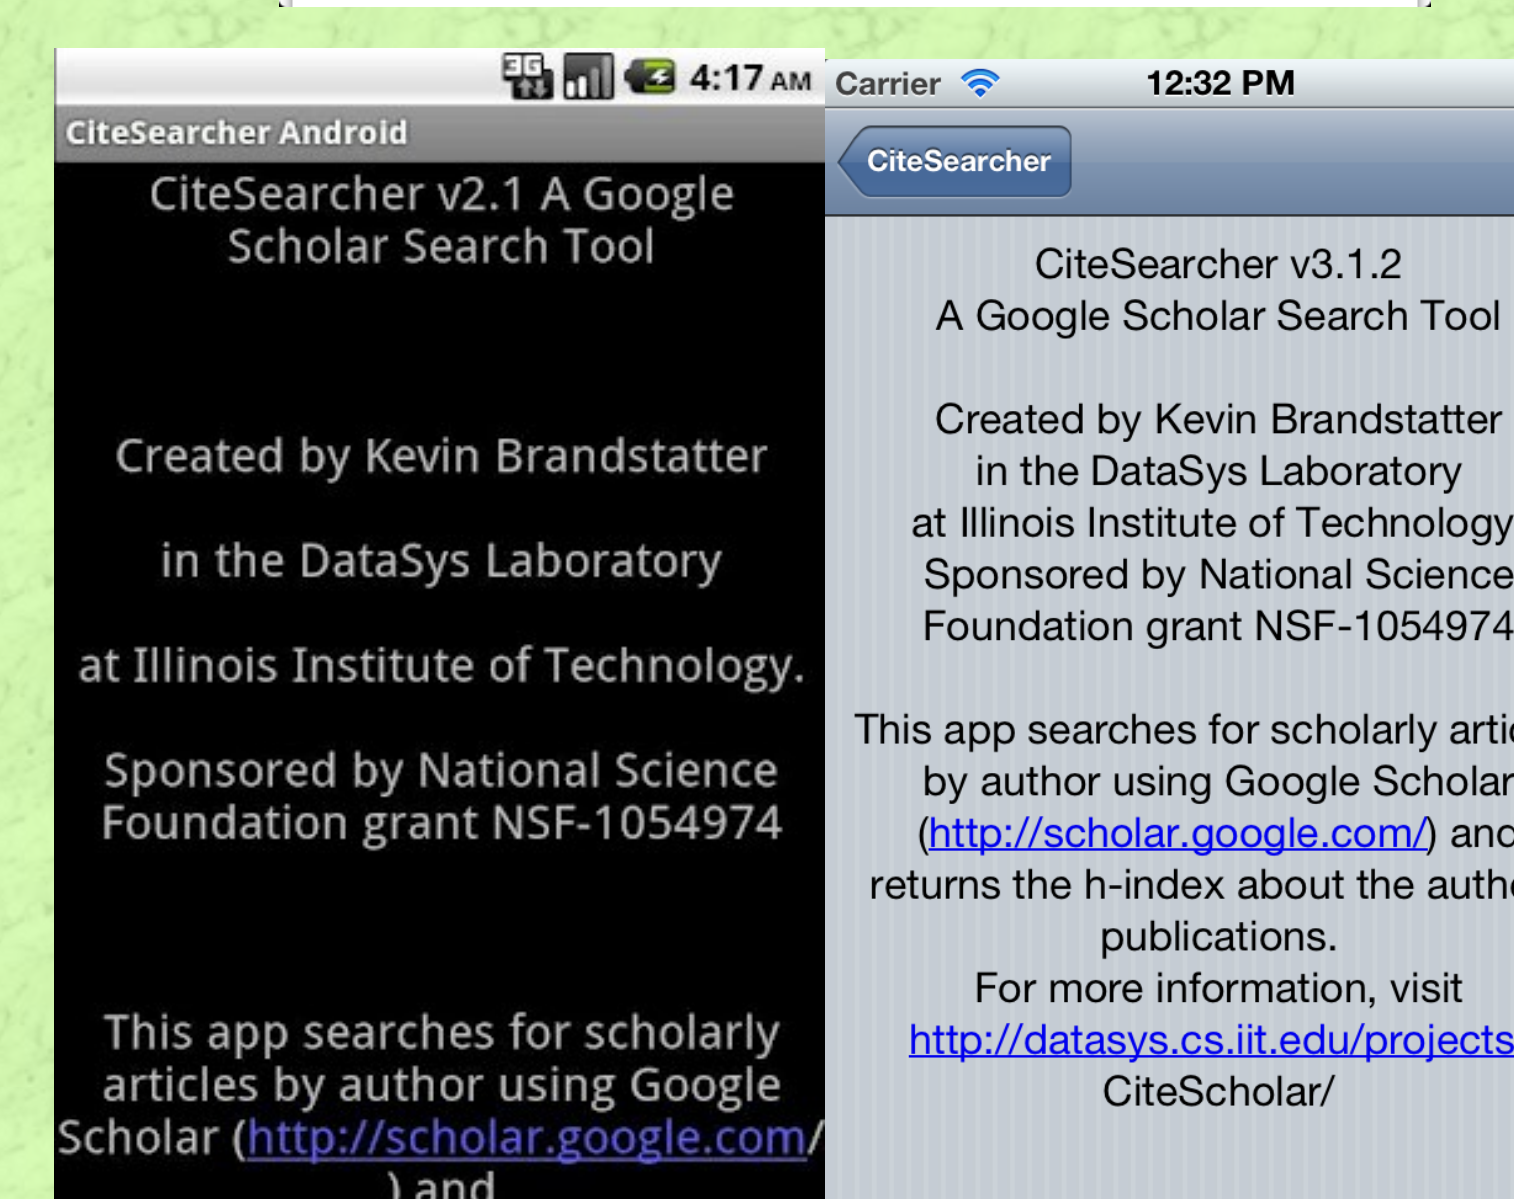 3G 4:17 AM
CiteSearcher Android
CiteSearcher v2.1 A Google
Scholar Search Tool
Created by Kevin Brandstatter
in the DataSys Laboratory
at Illinois Institute of Technology.
Sponsored by National Science
Foundation grant NSF-1054974
This app searches for scholarly
articles by author using Google
Scholar (http://scholar.google.com/
) and
Carrier 12:32 PM
CiteSearcher
CiteSearcher v3.1.2
A Google Scholar Search Tool
Created by Kevin Brandstatter
in the DataSys Laboratory
at Illinois Institute of Technology
Sponsored by National Science
Foundation grant NSF-1054974
This app searches for scholarly
by author using Google Scholar
(http://scholar.google.com/) and
returns the h-index about the
publications.
For more information, visit
http://datasys.cs.iit.edu/projects
CiteScholar/